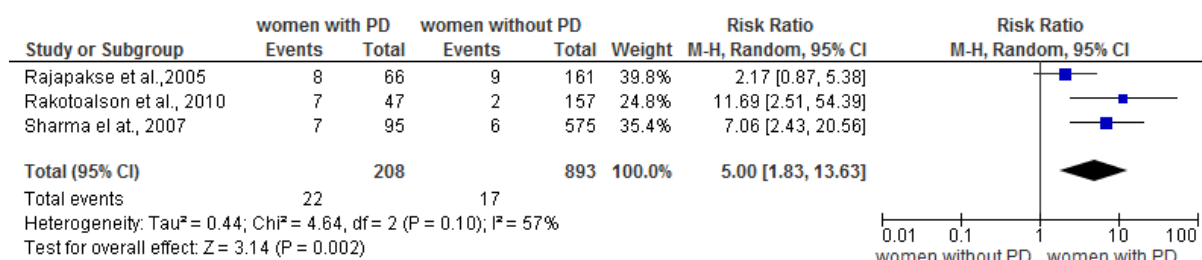 women with PD women without PD Risk Ratio Risk Ratio
Study or Subgroup Events Total Events Total Weight M-H, Random, 95% CI M-H, Random, 95% CI
Rajapakse et al.,2005 8 66 9 161 39.8% 2.17 [0.87, 5.38]
Rakotoalson et al., 2010 7 47 2 157 24.8% 11.69 [2.51, 54.39]
Sharma el at., 2007 7 95 6 575 35.4% 7.06 [2.43, 20.56]
Total (95% CI) 208 893 100.0% 5.00 [1.83, 13.63]
Total events 22 17
Heterogeneity: Tau² = 0.44; Chi² = 4.64, df = 2 (P = 0.10); I² = 57%
Test for overall effect: Z = 3.14 (P = 0.002)
0.01 0.1 1 10 100
women without PD women with PD